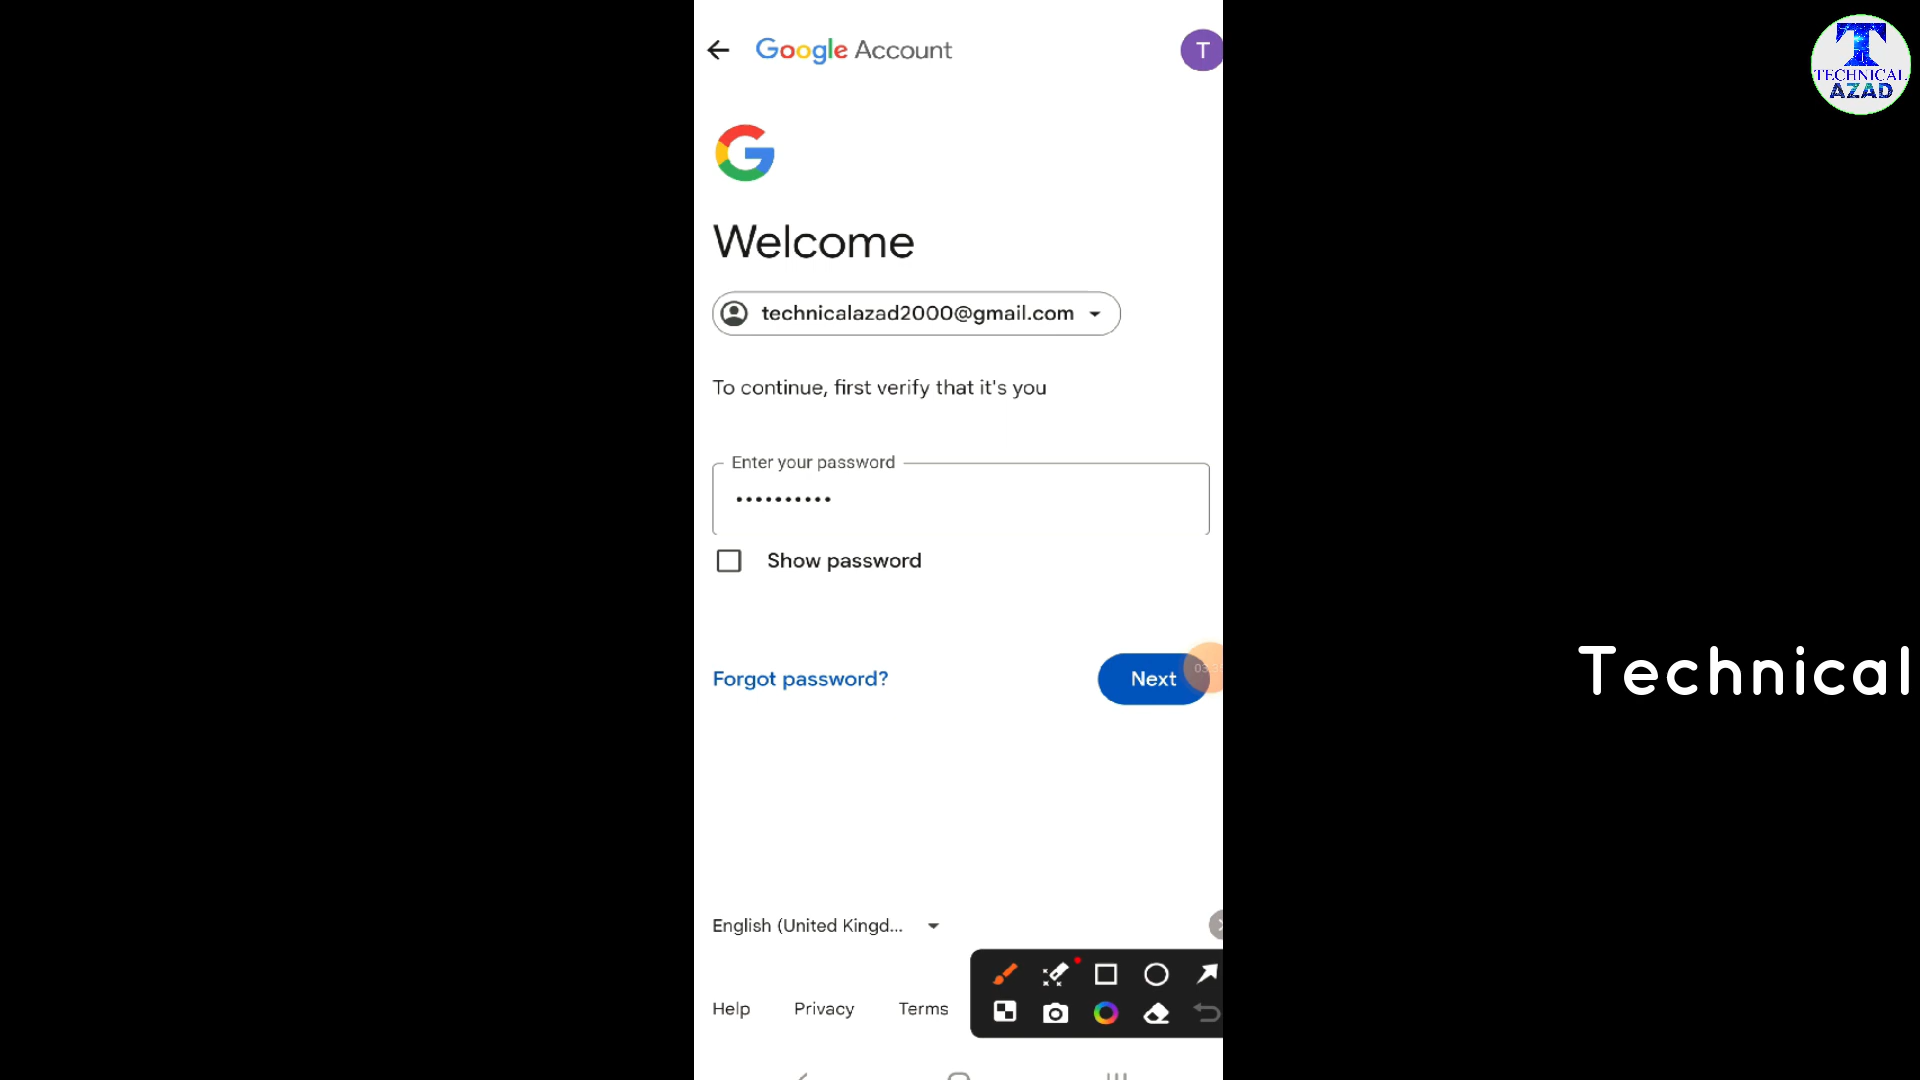 Google Account
T
T
TECHNICAL
AZAD
Welcome
technicalazad2000@gmail.com
To continue, first verify that it's you
Enter your password
••••••••••
Show password
Forgot password?
Next
Technical
English (United Kingd...
Help
Privacy
Terms